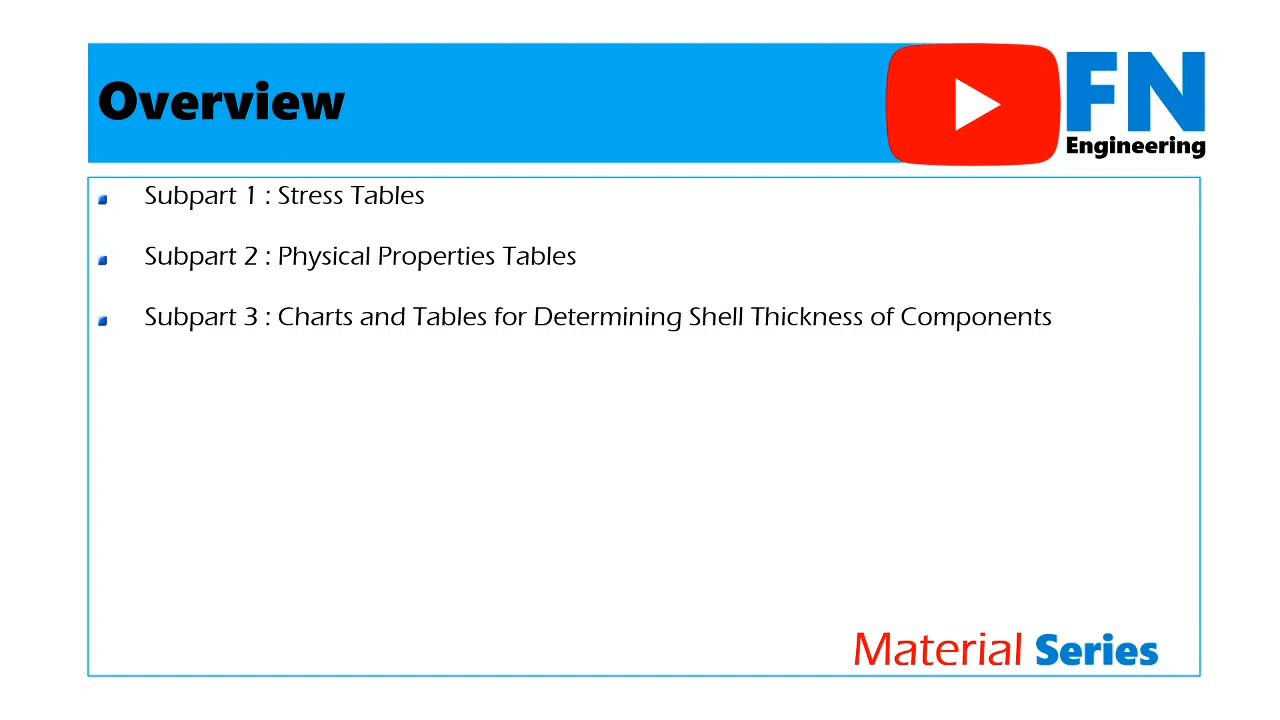 Overview
FN
Engineering
Subpart 1 : Stress Tables
Subpart 2 : Physical Properties Tables
Subpart 3 : Charts and Tables for Determining Shell Thickness of Components
Material Series